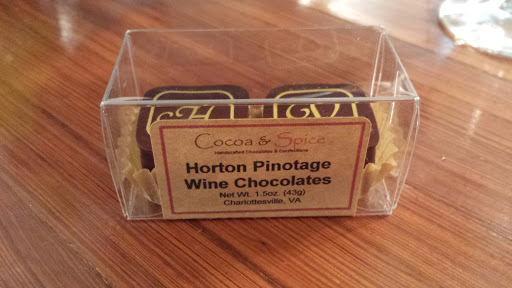 H V
Cocoa & Spice
Handcrafted Chocolates & Confections
Horton Pinotage
Wine Chocolates
Net Wt. 1.5oz. (43g)
Charlottesville, VA